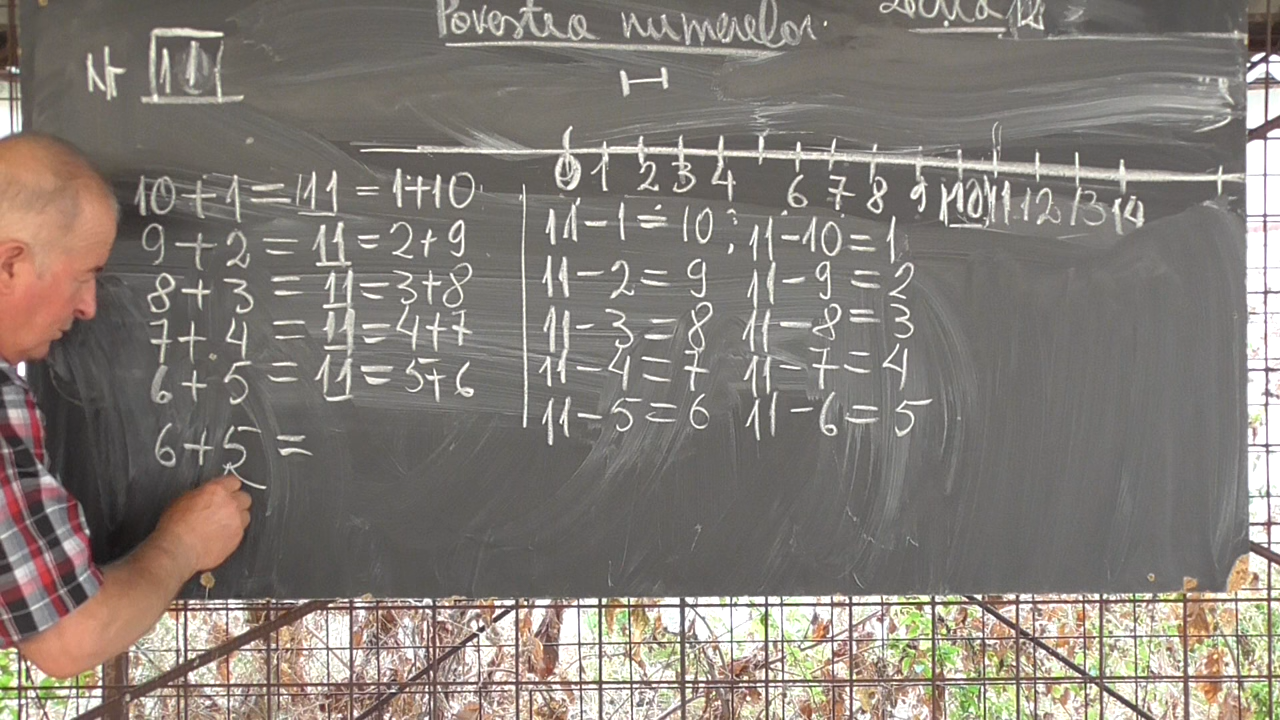 Povestea numerelor
Lecția 12
Nr 11
0 1 2 3 4 6 7 8 9 10 11 12 13 14
10+1=11=1+10
9+2=11=2+9
8+3=11=3+8
7+4=11=4+7
6+5=11=5+6
6+5=
11-1=10; 11-10=1
11-2=9 11-9=2
11-3=8 11-8=3
11-4=7 11-7=4
11-5=6 11-6=5